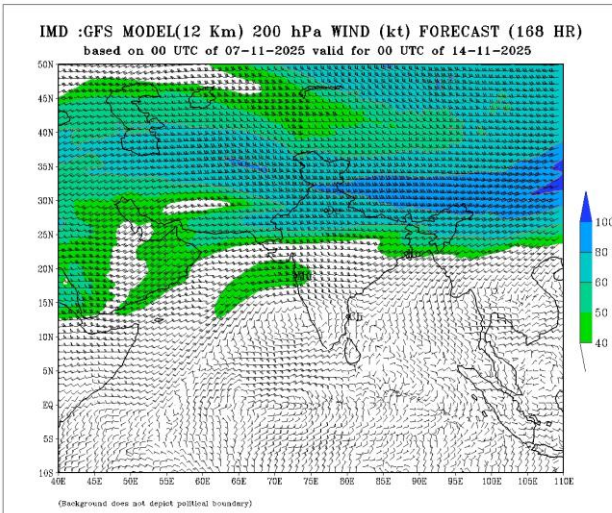 IMD :GFS MODEL(12 Km) 200 hPa WIND (kt) FORECAST (168 HR)
based on 00 UTC of 07-11-2025 valid for 00 UTC of 14-11-2025
50N
45N
40N
35N
30N
25N
20N
15N
10N
5N
EQ
5S
10S
40E 45E 50E 55E 60E 65E 70E 75E 80E 85E 90E 95E 100E 105E 110E
100
80
60
50
40
(Background does not depict political boundary)